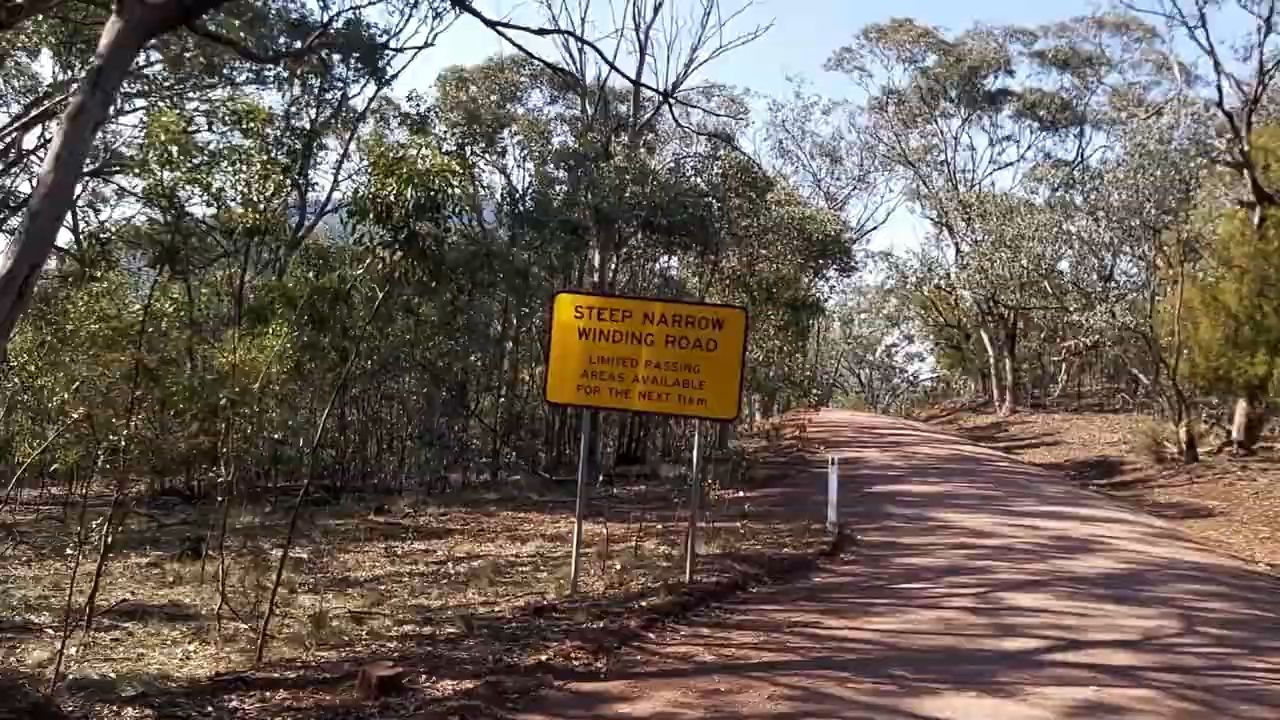 STEEP NARROW
WINDING ROAD
LIMITED PASSING
AREAS AVAILABLE
FOR THE NEXT 11km